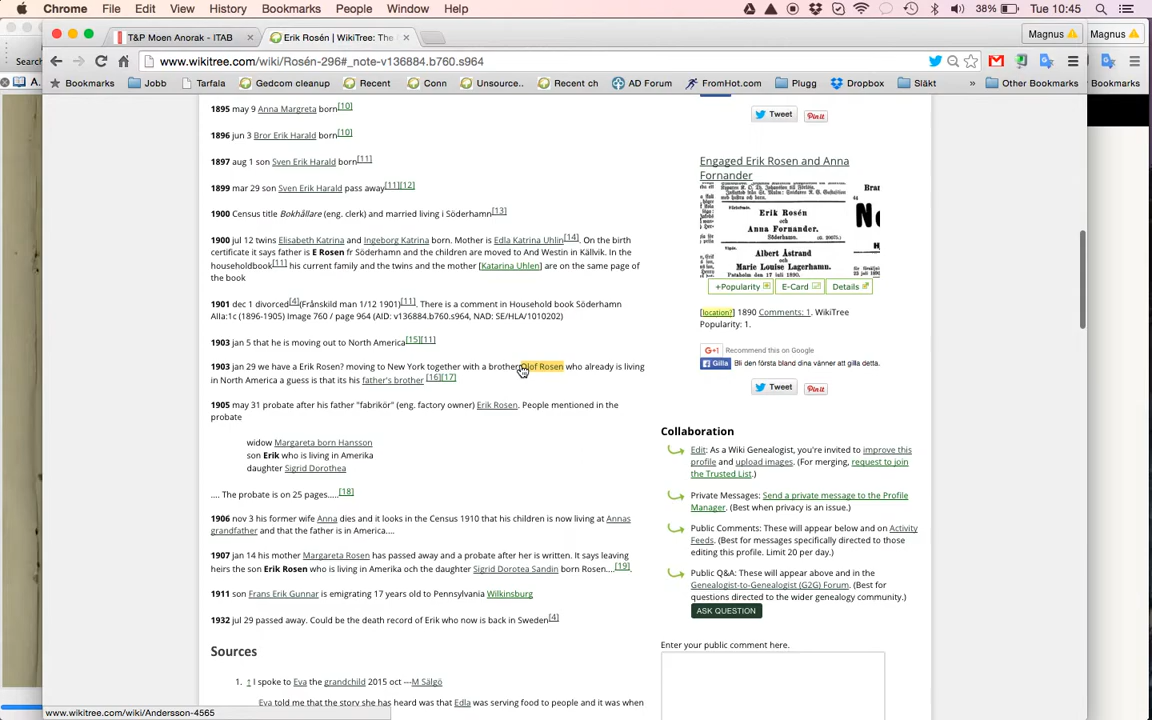 Chrome File Edit View History Bookmarks People Window Help 38% Fri 10 Jun 10:45
T&P Moen Anorak - ITAB Erik Rosén | WikiTree: The Magnus Magnus
Search
www.wikitree.com/wiki/Rosén-296#_note-v136884.b760.s964
Bookmarks Jobb Tarfala Gedcom cleanup Recent Conn Unsource.. Recent ch AD Forum FromHot.com Plugg Dropbox Släkt » Other Bookmarks Bookmarks
1895 may 9 Anna Margreta born[10]
1896 jun 3 Bror Erik Harald born[10]
1897 aug 1 son Sven Erik Harald born[11]
1899 mar 29 son Sven Erik Harald pass away[11][12]
1900 Census title Bokhållare (eng. clerk) and married living i Söderhamn[13]
1900 jul 12 twins Elisabeth Katrina and Ingeborg Katrina born. Mother is Edla Katrina Uhlin[14]. On the birth
certificate it says father is E Rosen fr Söderhamn and the children are moved to And Westin in Källvik. In the
householdbook[11] his current family and the twins and the mother [Katarina Uhlen] are on the same page of
the book
1901 dec 1 divorced[4](Frånskild man 1/12 1901)[11]. There is a comment in Household book Söderhamn
AIIa:1c (1896-1905) Image 760 / page 964 (AID: v136884.b760.s964, NAD: SE/HLA/1010202)
1903 jan 5 that he is moving out to North America[15][11]
1903 jan 29 we have a Erik Rosen? moving to New York together with a brother Olof Rosen who already is living
in North America a guess is that its his father's brother [16][17]
1905 may 31 probate after his father "fabrikör" (eng. factory owner) Erik Rosen. People mentioned in the
probate
widow Margareta born Hansson
son Erik who is living in Amerika
daughter Sigrid Dorothea
.... The probate is on 25 pages.....[18]
1906 nov 3 his former wife Anna dies and it looks in the Census 1910 that his children is now living at Annas
grandfather and that the father is in America....
1907 jan 14 his mother Margareta Rosen has passed away and a probate after her is written. It says leaving
heirs the son Erik Rosen who is living in Amerika och the daughter Sigrid Dorotea Sandin born Rosen....[19]
1911 son Frans Erik Gunnar is emigrating 17 years old to Pennsylvania Wilkinsburg
1932 jul 29 passed away. Could be the death record of Erik who now is back in Sweden[4]
Sources
1. ↑ I spoke to Eva the grandchild 2015 oct ---M Sälgö
Eva told me that the story she has heard was that Edla was serving food to people and it was when
Tweet Pin it
Engaged Erik Rosen and Anna
Fornander
Erik Rosén
och
Anna Fornander.
Söderhamn.
Albert Åstrand
och
Marie Louise Lagerhamn.
+Popularity E-Card Details
[location?] 1890 Comments: 1. WikiTree
Popularity: 1.
G+1 Recommend this on Google
Gilla Bli den första bland dina vänner att gilla detta.
Tweet Pin it
Collaboration
Edit: As a Wiki Genealogist, you're invited to improve this
profile and upload images. (For merging, request to join
the Trusted List.)
Private Messages: Send a private message to the Profile
Manager. (Best when privacy is an issue.)
Public Comments: These will appear below and on Activity
Feeds. (Best for messages specifically directed to those
editing this profile. Limit 20 per day.)
Public Q&A: These will appear above and in the
Genealogist-to-Genealogist (G2G) Forum. (Best for
questions directed to the wider genealogy community.)
ASK QUESTION
Enter your public comment here.
www.wikitree.com/wiki/Andersson-4565